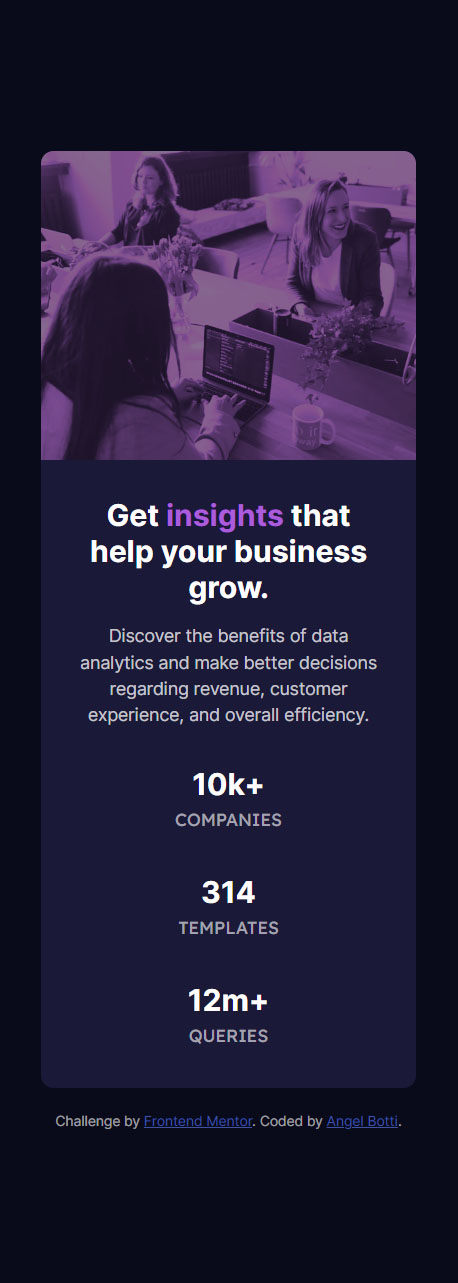 Get insights that
help your business
grow.
Discover the benefits of data
analytics and make better decisions
regarding revenue, customer
experience, and overall efficiency.
10k+
COMPANIES
314
TEMPLATES
12m+
QUERIES
Challenge by Frontend Mentor. Coded by Angel Botti.